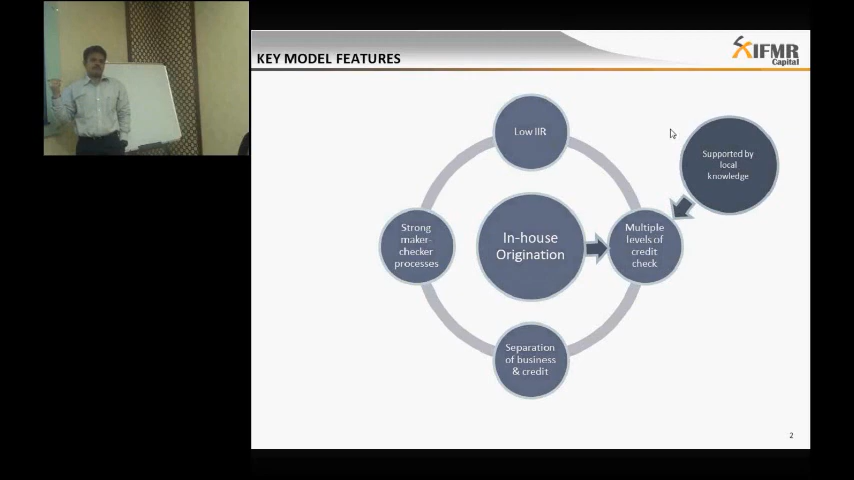 KEY MODEL FEATURES
IFMR
Capital
Low IIR
Supported by
local
knowledge
Strong
maker-
checker
processes
In-house
Origination
Multiple
levels of
credit
check
Separation
of business
& credit
2